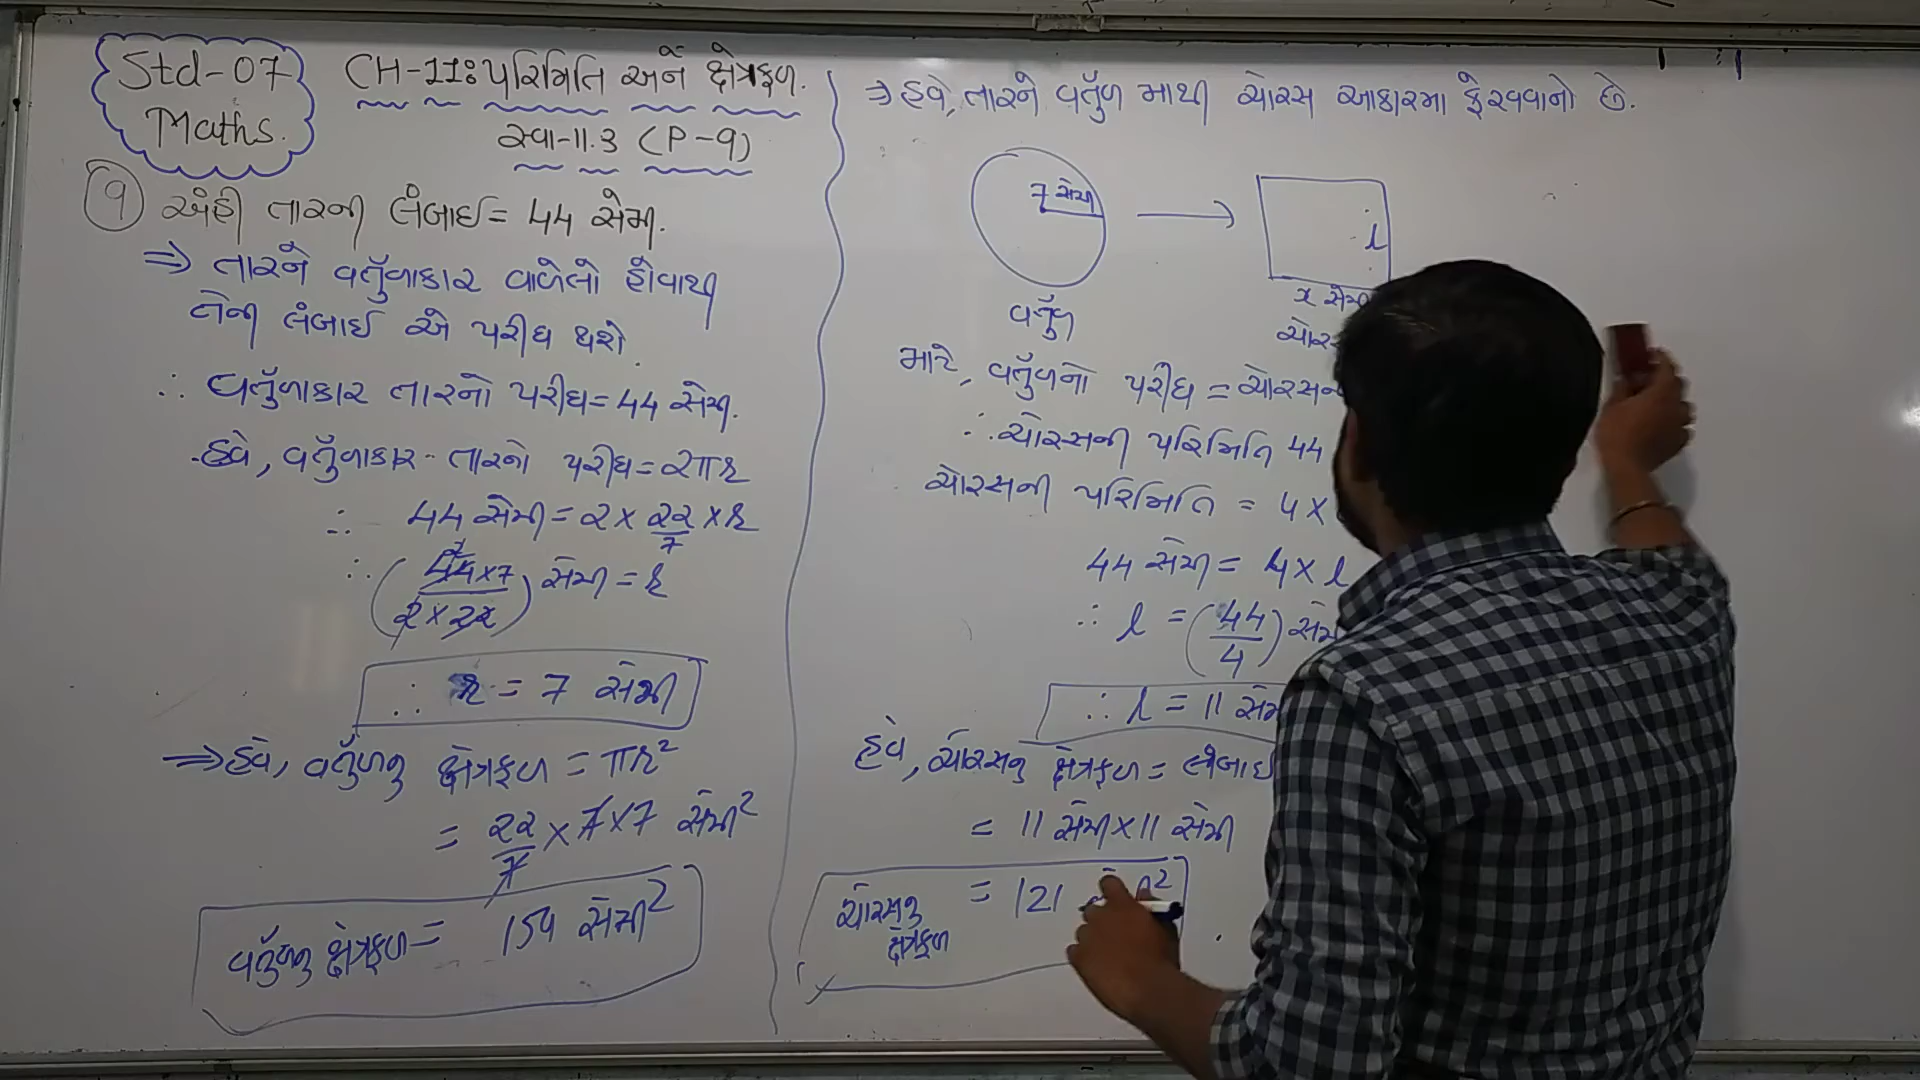 Std-07
Maths.
CH-11: પરિમિતિ અને ક્ષેત્રફળ.
સ્વા-11.3 (P-9)
9 અહી તારની લંબાઈ = 44 સેમી.
⇒ તારને વર્તુળાકાર વાળેલો હોવાથી
તેની લંબાઈ એ પરીઘ થશે.
∴ વર્તુળાકાર તારનો પરીઘ = 44 સેમી.
હવે, વર્તુળાકાર તારનો પરીઘ = 2πr
∴ 44 સેમી = 2 × 22/7 × r
∴ (44×7 / 2×22) સેમી = r
∴ r = 7 સેમી
⇒ હવે, વર્તુળનુ ક્ષેત્રફળ = πr²
= 22/7 × 7 × 7 સેમી²
વર્તુળનુ ક્ષેત્રફળ = 154 સેમી²
⇒ હવે, તારને વર્તુળ માથી ચોરસ આકારમા ફેરવવાનો છે.
7 સેમી
l
x સેમી
વર્તુળ
માટે, વર્તુળનો પરીઘ =
∴ ચોરસની પરિમિતિ 44
ચોરસની પરિમિતિ = 4 ×
44 સેમી = 4 × l
∴ l = (44/4) સેમી
∴ l = 11 સેમી
હવે, ચોરસનુ ક્ષેત્રફળ = લંબાઈ
= 11 સેમી × 11 સેમી
ચોરસનુ ક્ષેત્રફળ = 121